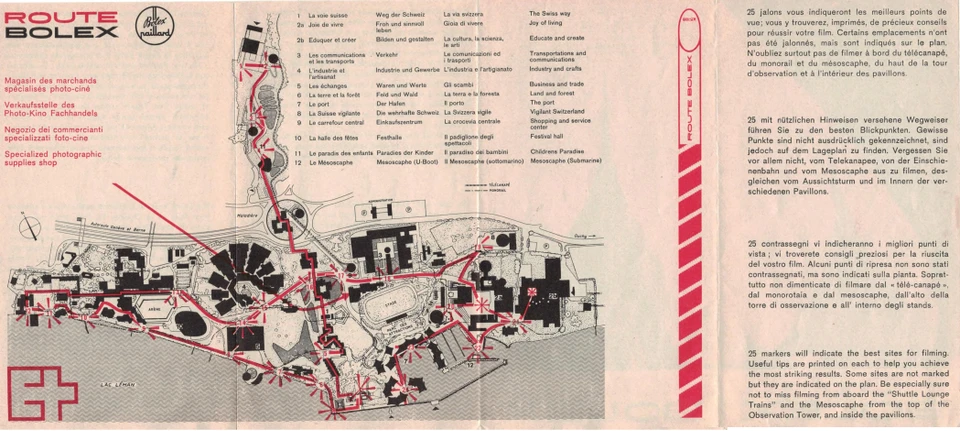 ROUTE
BOLEX
Bolex
Paillard
Magasin des marchands
spécialisés photo-ciné
Verkaufsstelle des
Photo-Kino Fachhandels
Negozio dei commercianti
specializzati foto-cine
Specialized photographic
supplies shop
1 La voie suisse Weg der Schweiz La via svizzera The Swiss way
2a Joie de vivre Froh und sinnvoll leben Gioia di vivere Joy of living
2b Eduquer et créer Bilden und gestalten La cultura, la scienza, le arti Educate and create
3 Les communications et les transports Verkehr Le comunicazioni ed i trasporti Transportations and communications
4 L'industrie et l'artisanat Industrie und Gewerbe L'industria e l'artigianato Industry and crafts
5 Les échanges Waren und Werte Gli scambi Business and trade
6 La terre et la forêt Feld und Wald La terra e la foresta Land and forest
7 Le port Der Hafen Il porto The port
8 La Suisse vigilante Die wehrhafte Schweiz La Svizzera vigile Vigilant Switzerland
9 Le carrefour central Einkaufszentrum La crocevia centrale Shopping and service center
10 La halle des fêtes Festhalle Il padiglione degli spettacoli Festival hall
11 Le paradis des enfants Paradies der Kinder Il paradiso dei bambini Childrens Paradise
12 Le Mésoscaphe Mesoscaphe (U-Boot) Il Mesoscaphe (sottomarino) Mesoscaphe (Submarine)
TÉLÉCANAPÉ
MONORAIL
ADMINISTRATION
Autoroute Genève et Berne
Maladière
Ouchy
ARÈNE
STADE
PARC DES ATTRACTIONS
LAC LÉMAN
12
BOLEX
ROUTE BOLEX
25 jalons vous indiqueront les meilleurs points de
vue; vous y trouverez, imprimés, de précieux conseils
pour réussir votre film. Certains emplacements n'ont
pas été jalonnés, mais sont indiqués sur le plan.
N'oubliez surtout pas de filmer à bord du télécanapé,
du monorail et du mésoscaphe, du haut de la tour
d'observation et à l'intérieur des pavillons.
25 mit nützlichen Hinweisen versehene Wegweiser
führen Sie zu den besten Blickpunkten. Gewisse
Punkte sind nicht ausdrücklich gekennzeichnet, sind
jedoch auf dem Lageplan zu finden. Vergessen Sie
vor allem nicht, vom Telekanapee, von der Einschie-
nenbahn und vom Mesoscaphe aus zu filmen, des-
gleichen vom Aussichtsturm und im Innern der ver-
schiedenen Pavillons.
25 contrassegni vi indicheranno i migliori punti di
vista; vi troverete consigli preziosi per la riuscita
del vostro film. Alcuni punti di ripresa non sono stati
contrassegnati, ma sono indicati sulla pianta. Soprat-
tutto non dimenticate di filmare dal « télé-canapé »,
dal monorotaia e dal mesoscaphe, dall'alto della
torre di osservazione e all' interno degli stands.
25 markers will indicate the best sites for filming.
Useful tips are printed on each to help you achieve
the most striking results. Some sites are not marked
but they are indicated on the plan. Be especially sure
not to miss filming from aboard the "Shuttle Lounge
Trains" and the Mesoscaphe from the top of the
Observation Tower, and inside the pavilions.